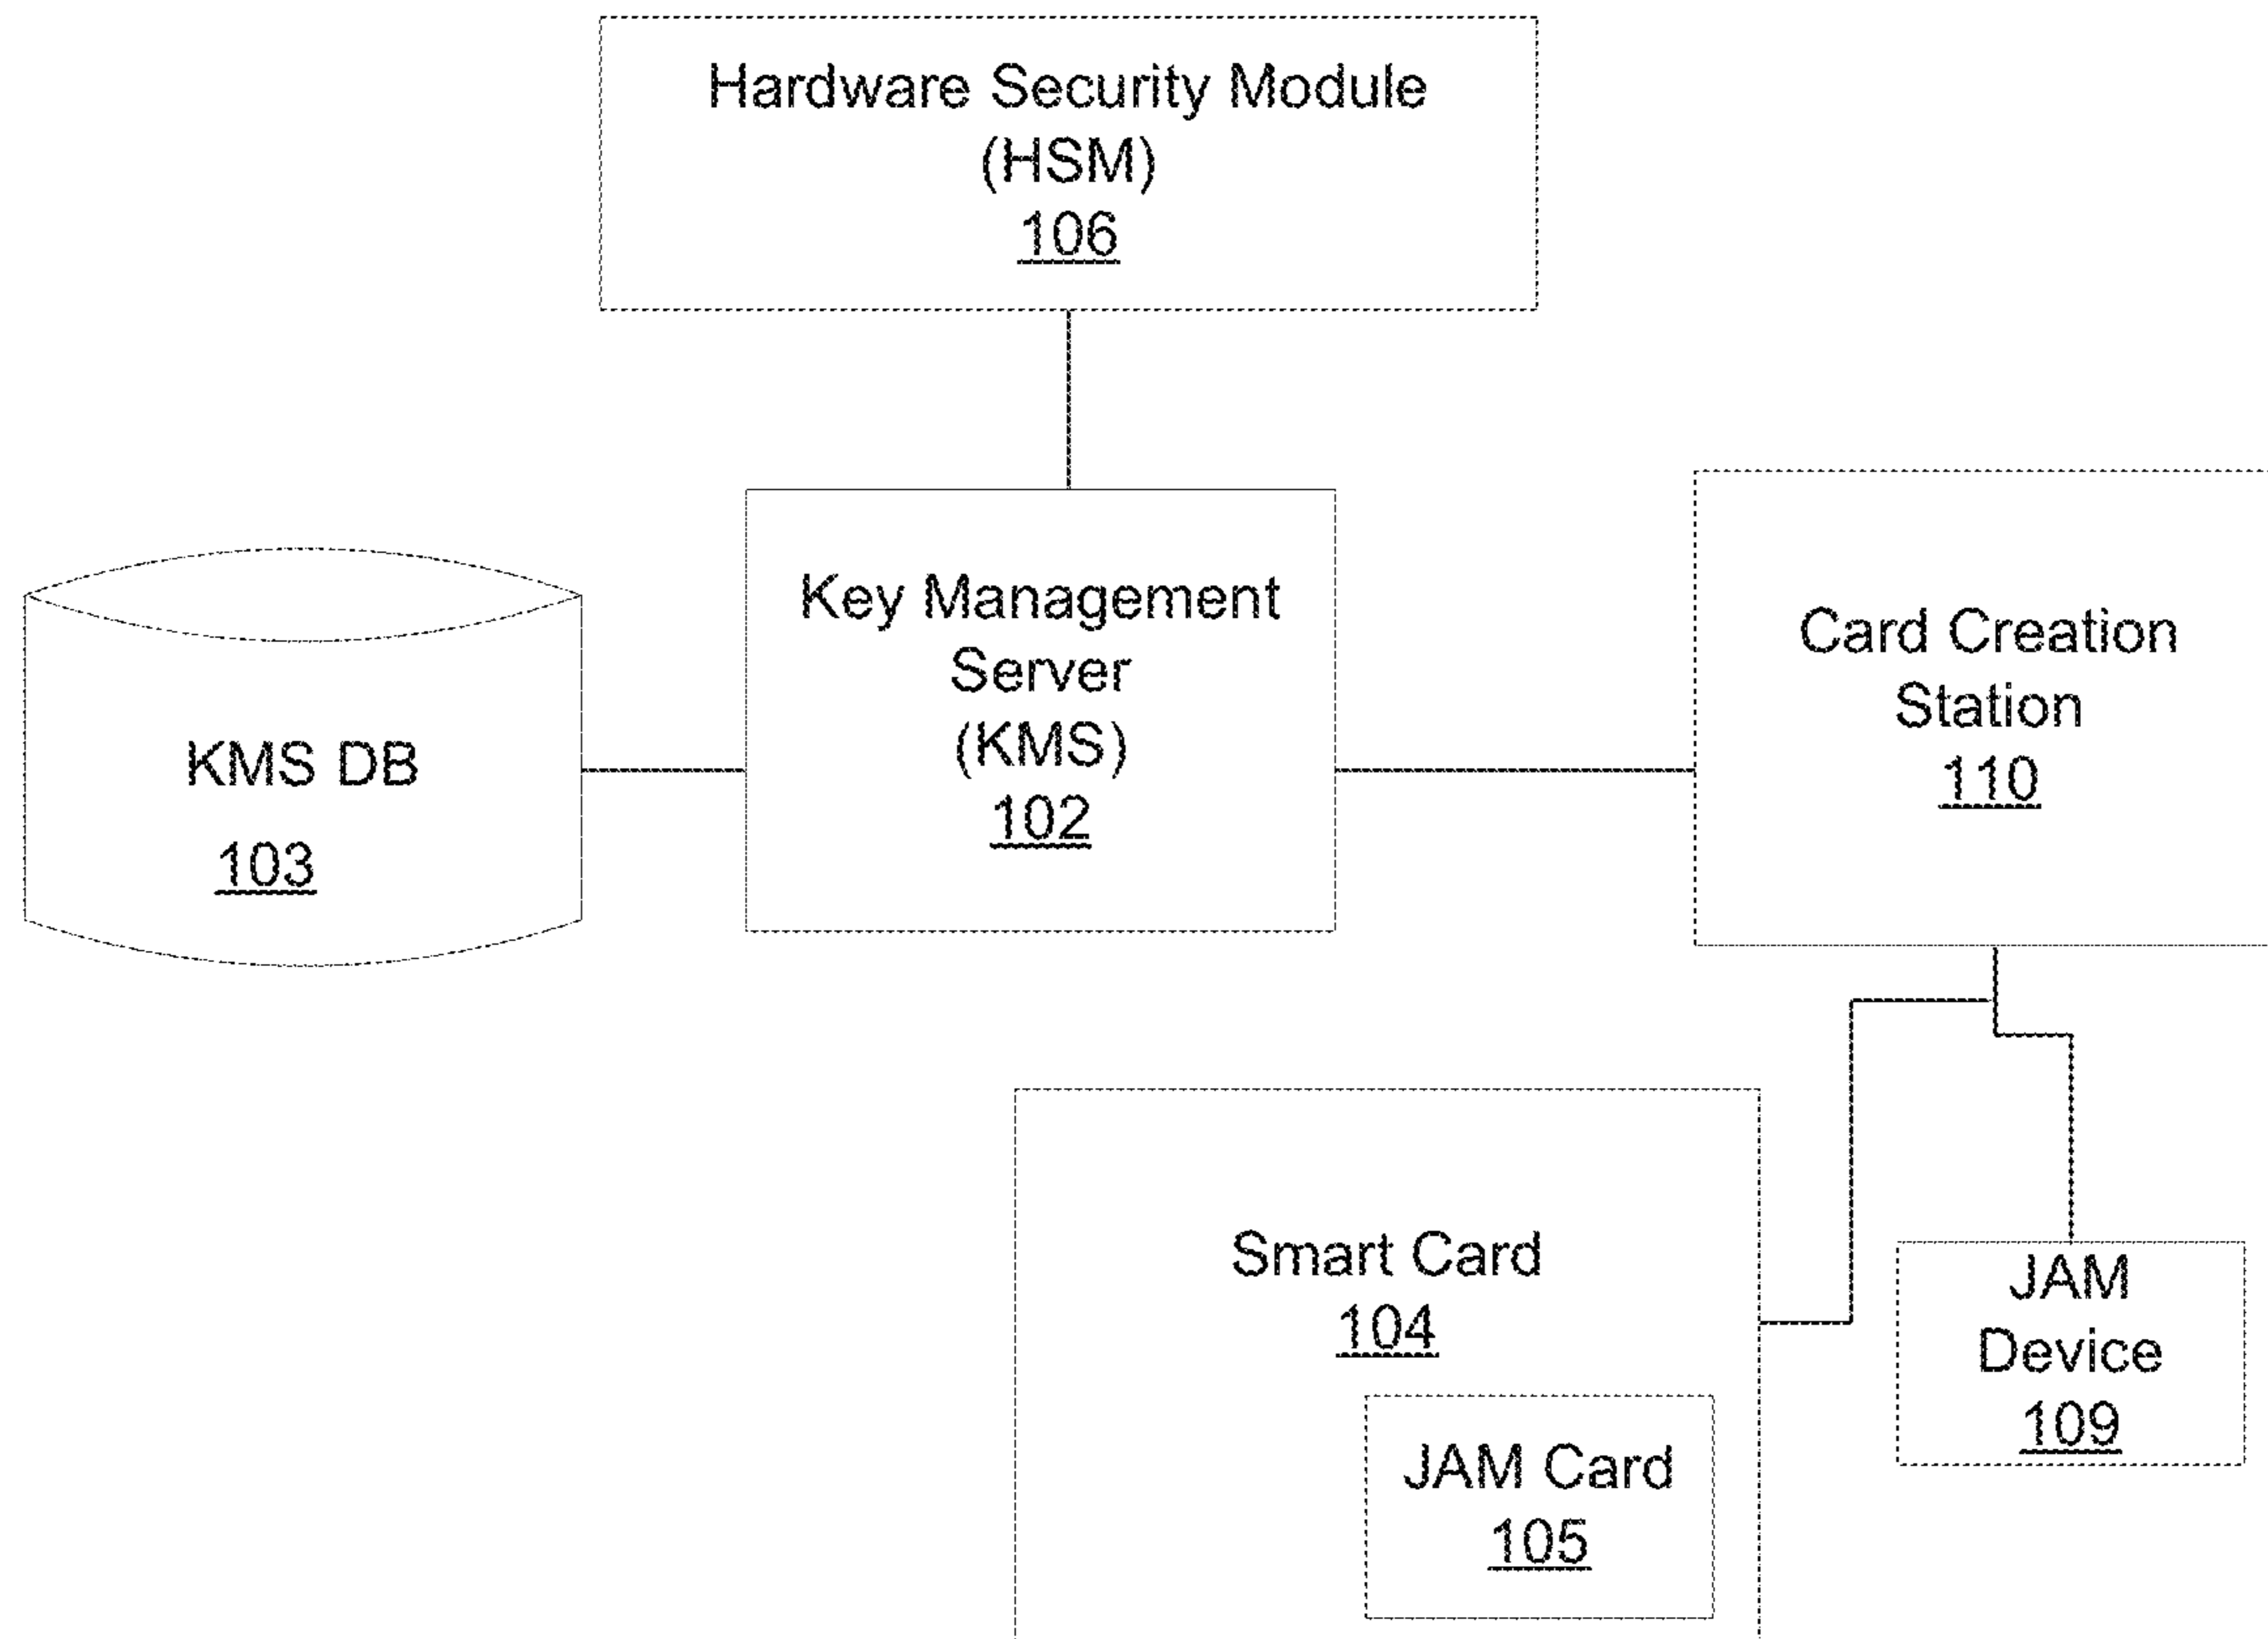 Hardware Security Module
(HSM)
106
Key Management
Server
(KMS)
102
KMS DB
103
Card Creation
Station
110
Smart Card
104
JAM Card
105
JAM
Device
109